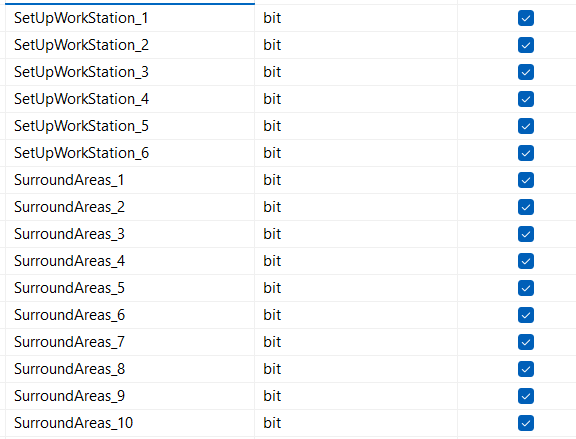 SetUpWorkStation_1 bit
SetUpWorkStation_2 bit
SetUpWorkStation_3 bit
SetUpWorkStation_4 bit
SetUpWorkStation_5 bit
SetUpWorkStation_6 bit
SurroundAreas_1 bit
SurroundAreas_2 bit
SurroundAreas_3 bit
SurroundAreas_4 bit
SurroundAreas_5 bit
SurroundAreas_6 bit
SurroundAreas_7 bit
SurroundAreas_8 bit
SurroundAreas_9 bit
SurroundAreas_10 bit